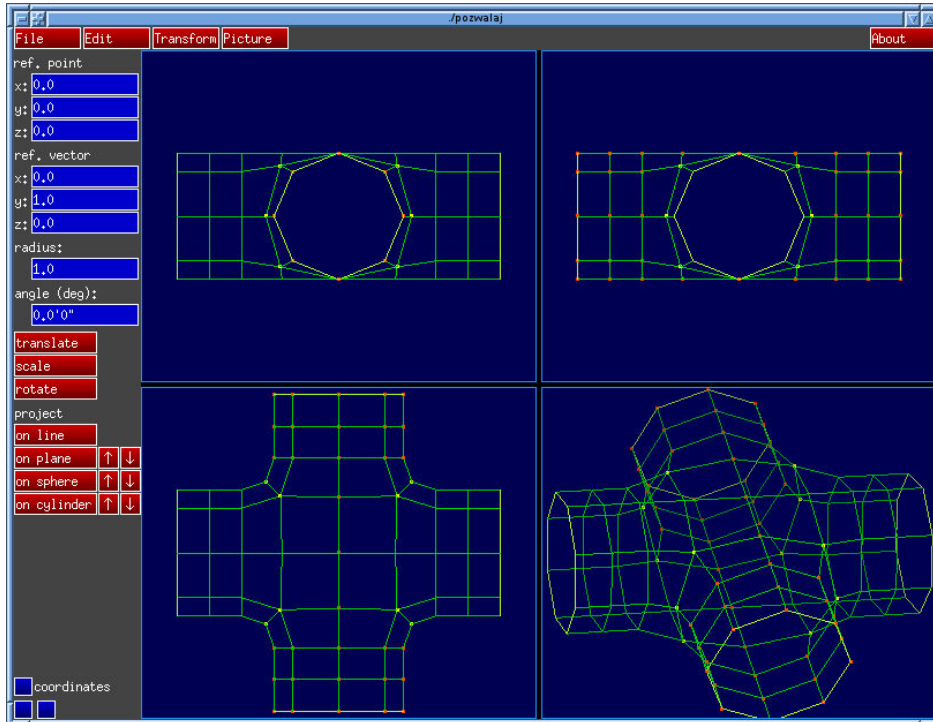 ./pozwalaj
File Edit Transform Picture About
ref. point
x: 0.0
y: 0.0
z: 0.0
ref. vector
x: 0.0
y: 1.0
z: 0.0
radius:
1.0
angle (deg):
0.0'0"
translate
scale
rotate
project
on line
on plane ↑ ↓
on sphere ↑ ↓
on cylinder ↑ ↓
coordinates